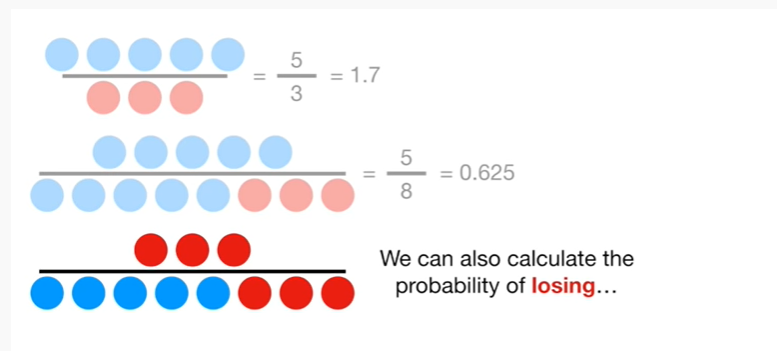 = 5/3 = 1.7
= 5/8 = 0.625
We can also calculate the
probability of losing...